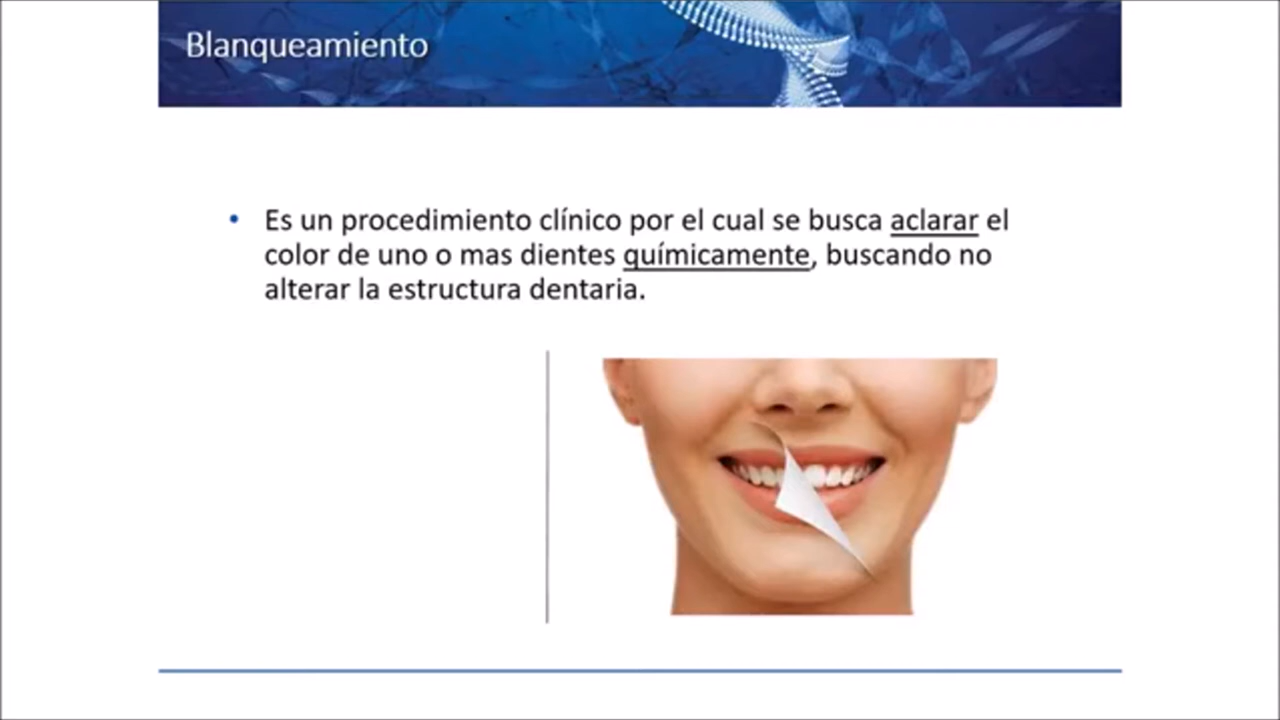 Blanqueamiento
• Es un procedimiento clínico por el cual se busca aclarar el
color de uno o mas dientes químicamente, buscando no
alterar la estructura dentaria.